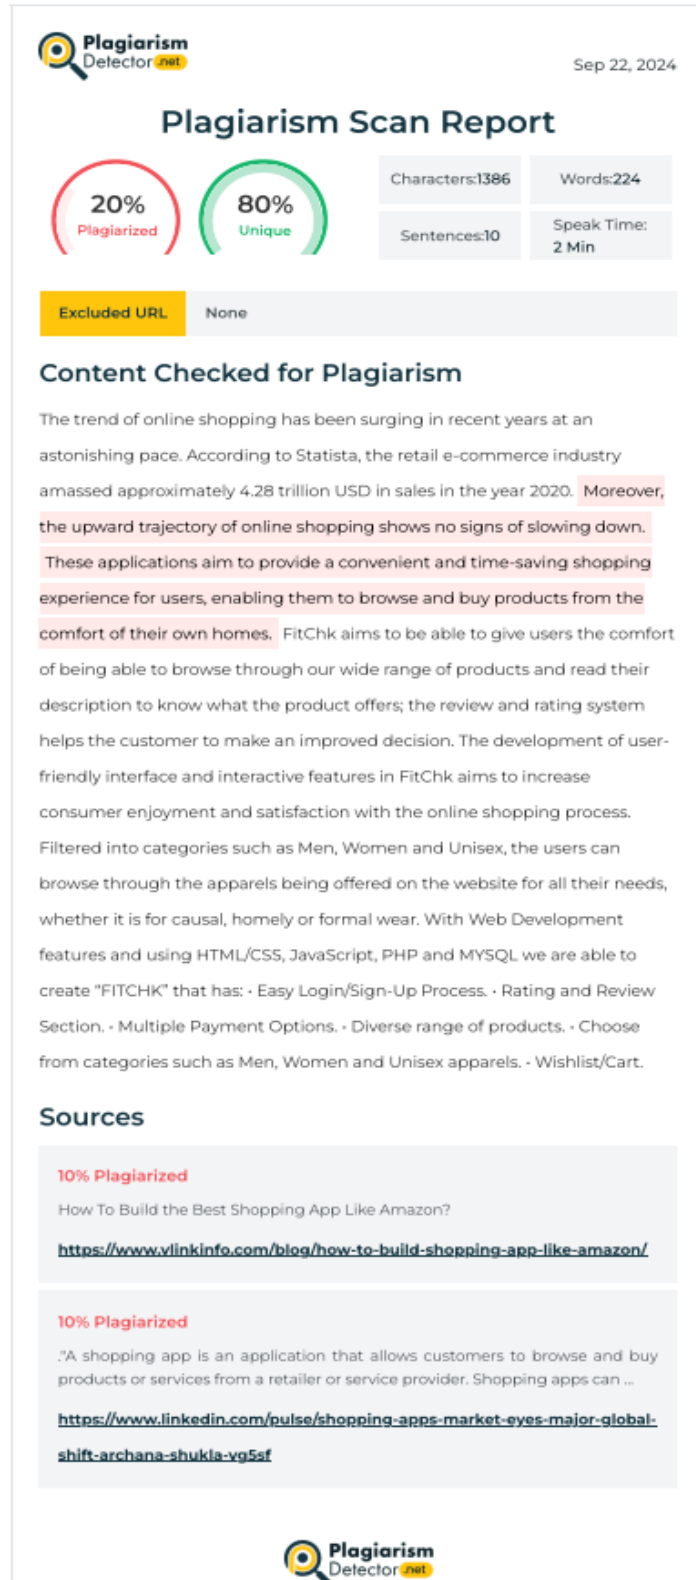 Plagiarism
Detector.net
Sep 22, 2024
Plagiarism Scan Report
20%
Plagiarized
80%
Unique
Characters:1386
Words:224
Sentences:10
Speak Time:
2 Min
Excluded URL
None
Content Checked for Plagiarism
The trend of online shopping has been surging in recent years at an
astonishing pace. According to Statista, the retail e-commerce industry
amassed approximately 4.28 trillion USD in sales in the year 2020. Moreover,
the upward trajectory of online shopping shows no signs of slowing down.
These applications aim to provide a convenient and time-saving shopping
experience for users, enabling them to browse and buy products from the
comfort of their own homes. FitChk aims to be able to give users the comfort
of being able to browse through our wide range of products and read their
description to know what the product offers; the review and rating system
helps the customer to make an improved decision. The development of user-
friendly interface and interactive features in FitChk aims to increase
consumer enjoyment and satisfaction with the online shopping process.
Filtered into categories such as Men, Women and Unisex, the users can
browse through the apparels being offered on the website for all their needs,
whether it is for causal, homely or formal wear. With Web Development
features and using HTML/CSS, JavaScript, PHP and MYSQL we are able to
create “FITCHK” that has: • Easy Login/Sign-Up Process. • Rating and Review
Section. • Multiple Payment Options. • Diverse range of products. • Choose
from categories such as Men, Women and Unisex apparels. • Wishlist/Cart.
Sources
10% Plagiarized
How To Build the Best Shopping App Like Amazon?
https://www.vlinkinfo.com/blog/how-to-build-shopping-app-like-amazon/
10% Plagiarized
."A shopping app is an application that allows customers to browse and buy
products or services from a retailer or service provider. Shopping apps can ...
https://www.linkedin.com/pulse/shopping-apps-market-eyes-major-global-
shift-archana-shukla-vg5sf
Plagiarism
Detector.net